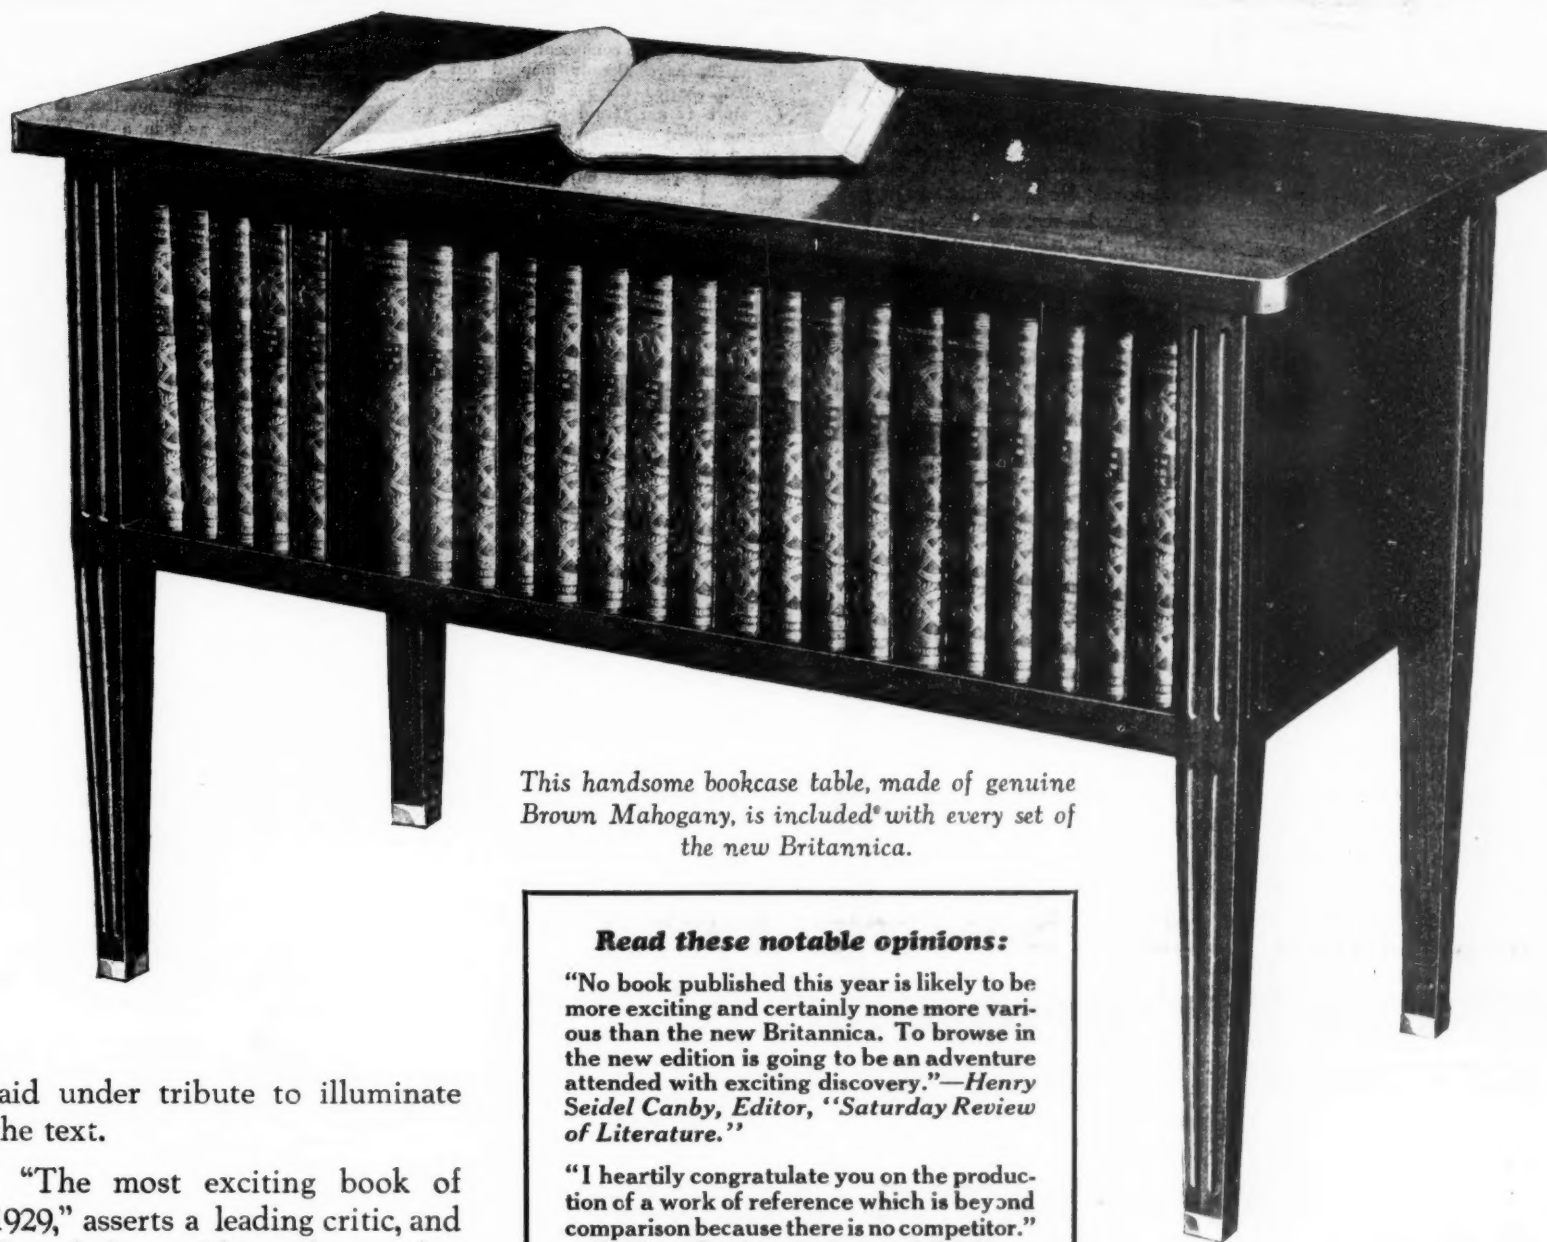 This handsome bookcase table, made of genuine
Brown Mahogany, is included with every set of
the new Britannica.
Read these notable opinions:
“No book published this year is likely to be
more exciting and certainly none more vari-
ous than the new Britannica. To browse in
the new edition is going to be an adventure
attended with exciting discovery.”—Henry
Seidel Canby, Editor, “Saturday Review
of Literature.”
“I heartily congratulate you on the produc-
tion of a work of reference which is beyond
comparison because there is no competitor.”
aid under tribute to illuminate
he text.
“The most exciting book of
929,” asserts a leading critic, and